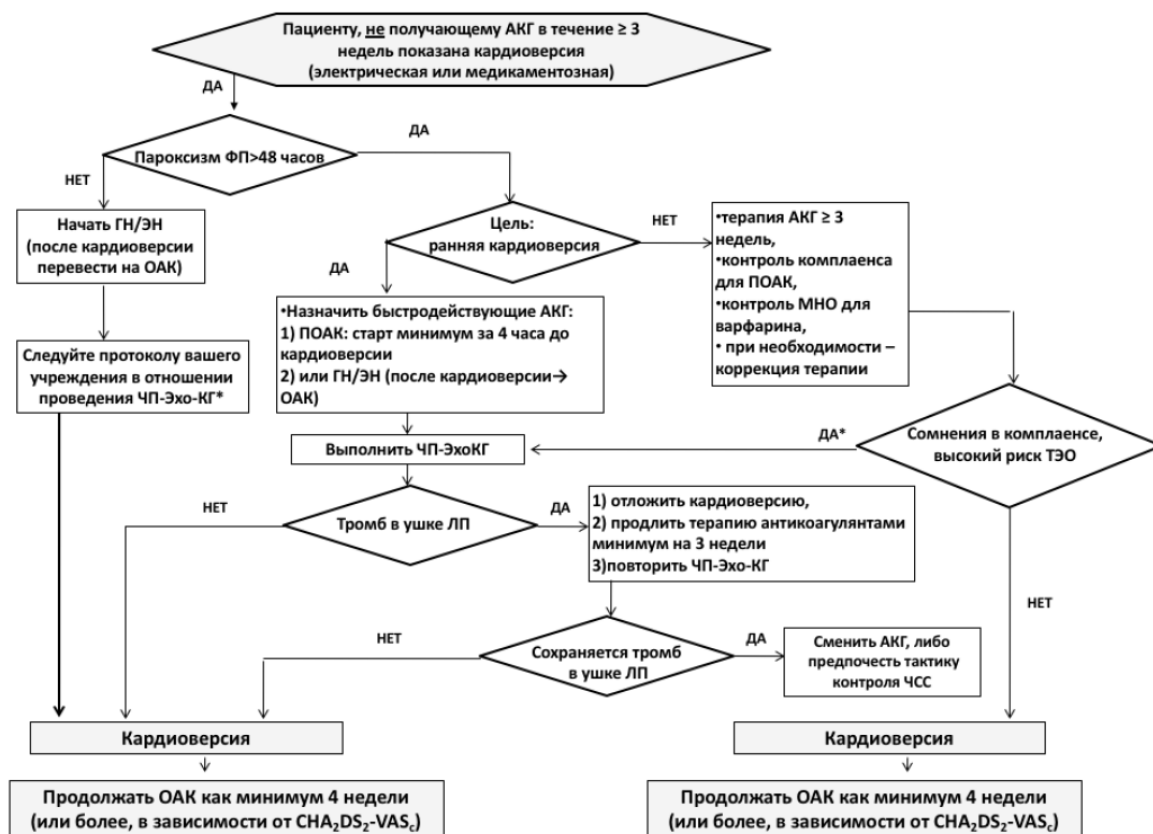 Пациенту, не получающему АКГ в течение ≥ 3
недель показана кардиоверсия
(электрическая или медикаментозная)
ДА
Пароксизм ФП>48 часов
ДА
НЕТ
Начать ГН/ЭН
(после кардиоверсии
перевести на ОАК)
Цель:
ранняя кардиоверсия
НЕТ
•терапия АКГ ≥ 3
недель,
•контроль комплаенса
для ПОАК,
•контроль МНО для
варфарина,
• при необходимости –
коррекция терапии
ДА
•Назначить быстродействующие АКГ:
1) ПОАК: старт минимум за 4 часа до
кардиоверсии
2) или ГН/ЭН (после кардиоверсии→
ОАК)
Следуйте протоколу вашего
учреждения в отношении
проведения ЧП-Эхо-КГ*
Выполнить ЧП-ЭхоКГ
ДА*
Сомнения в комплаенсе,
высокий риск ТЭО
НЕТ
Тромб в ушке ЛП
ДА
1) отложить кардиоверсию,
2) продлить терапию антикоагулянтами
минимум на 3 недели
3)повторить ЧП-Эхо-КГ
НЕТ
НЕТ
Сохраняется тромб
в ушке ЛП
ДА
Сменить АКГ, либо
предпочесть тактику
контроля ЧСС
Кардиоверсия
Кардиоверсия
Продолжать ОАК как минимум 4 недели
(или более, в зависимости от CHA₂DS₂-VAS꜀)
Продолжать ОАК как минимум 4 недели
(или более, в зависимости от CHA₂DS₂-VAS꜀)